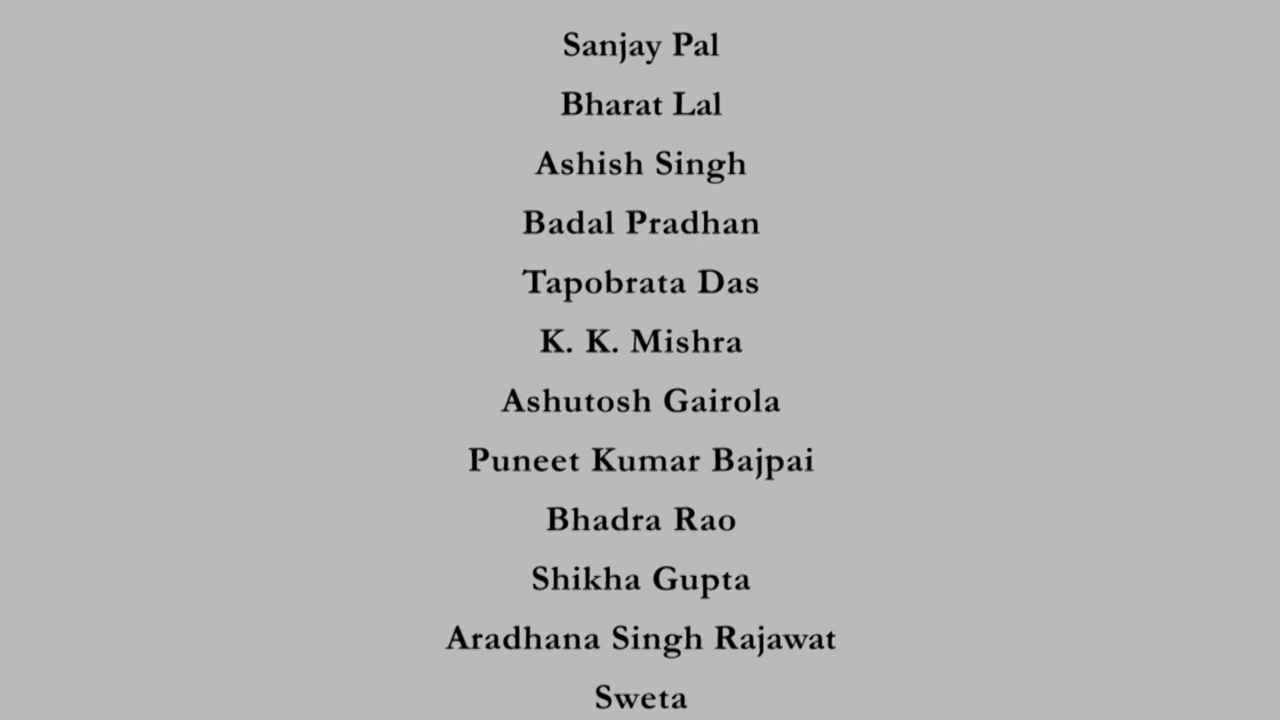 Sanjay Pal
Bharat Lal
Ashish Singh
Badal Pradhan
Tapobrata Das
K. K. Mishra
Ashutosh Gairola
Puneet Kumar Bajpai
Bhadra Rao
Shikha Gupta
Aradhana Singh Rajawat
Sweta